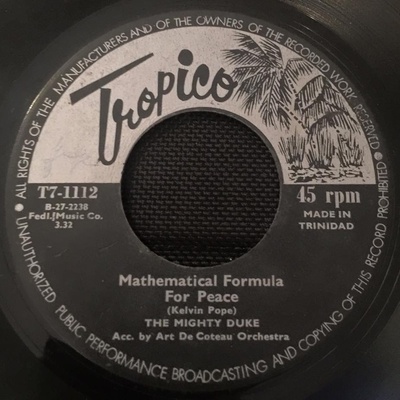 ALL RIGHTS OF THE MANUFACTURERS AND OF THE OWNERS OF THE RECORDED WORK RESERVED
UNAUTHORIZED PUBLIC PERFORMANCE BROADCASTING AND COPYING OF THIS RECORD PROHIBITED
Tropico
T7-1112
B-27-2238
Fedl.Music Co.
3.32
45 rpm
MADE IN
TRINIDAD
Mathematical Formula
For Peace
(Kelvin Pope)
THE MIGHTY DUKE
Acc. by Art De Coteau Orchestra